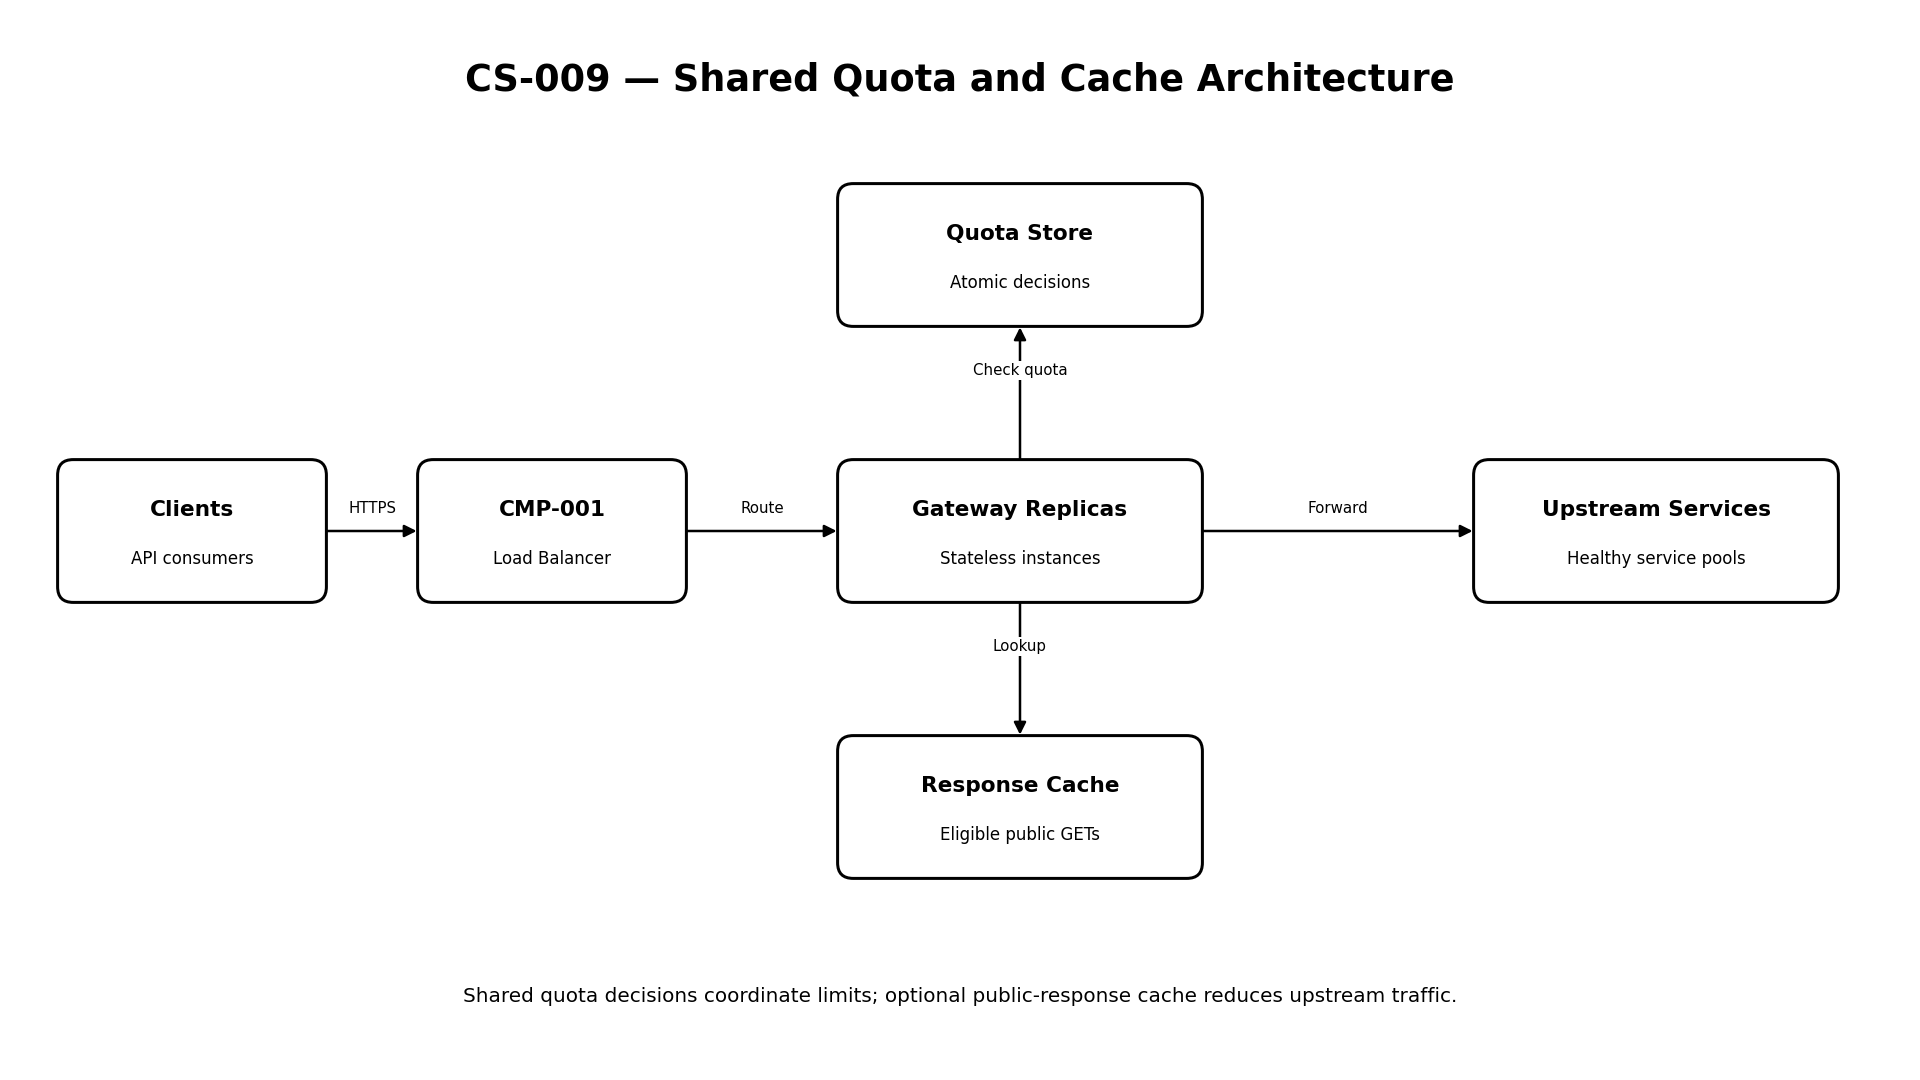 CS-009 — Shared Quota and Cache Architecture
Quota Store
Atomic decisions
Check quota
Clients
API consumers
HTTPS
CMP-001
Load Balancer
Route
Gateway Replicas
Stateless instances
Forward
Upstream Services
Healthy service pools
Lookup
Response Cache
Eligible public GETs
Shared quota decisions coordinate limits; optional public-response cache reduces upstream traffic.